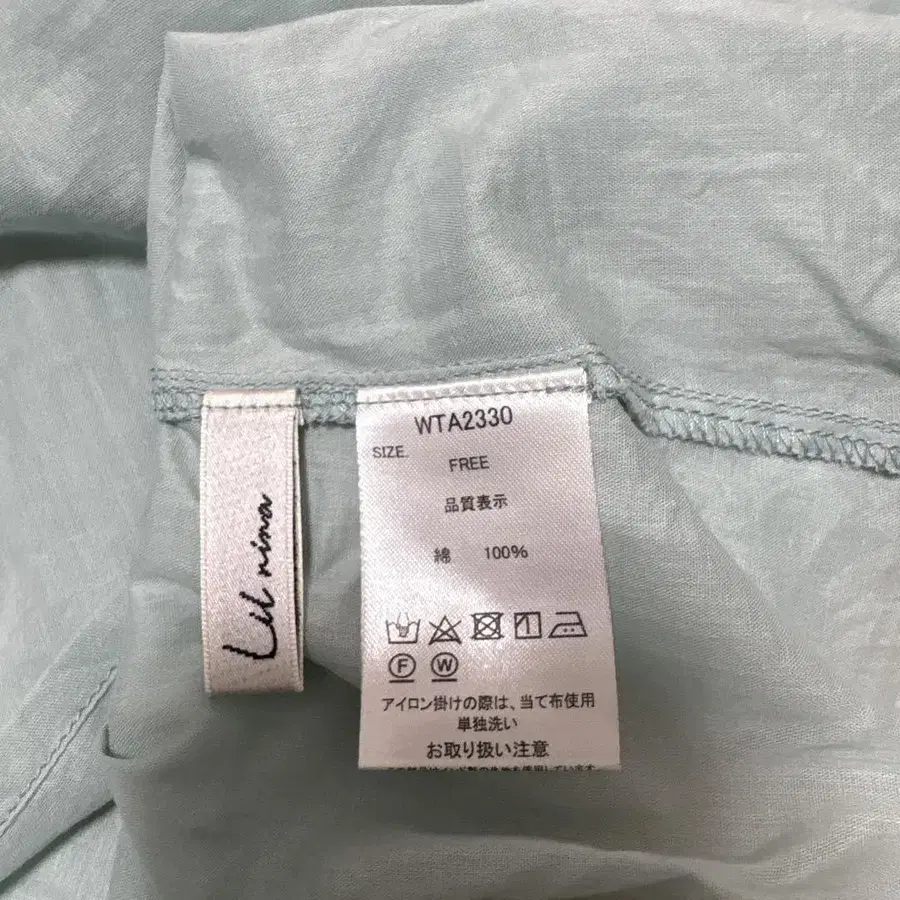 Lil nina
WTA2330
SIZE.
FREE
品質表示
綿 100%
F W
アイロン掛けの際は、当て布使用
単独洗い
お取り扱い注意